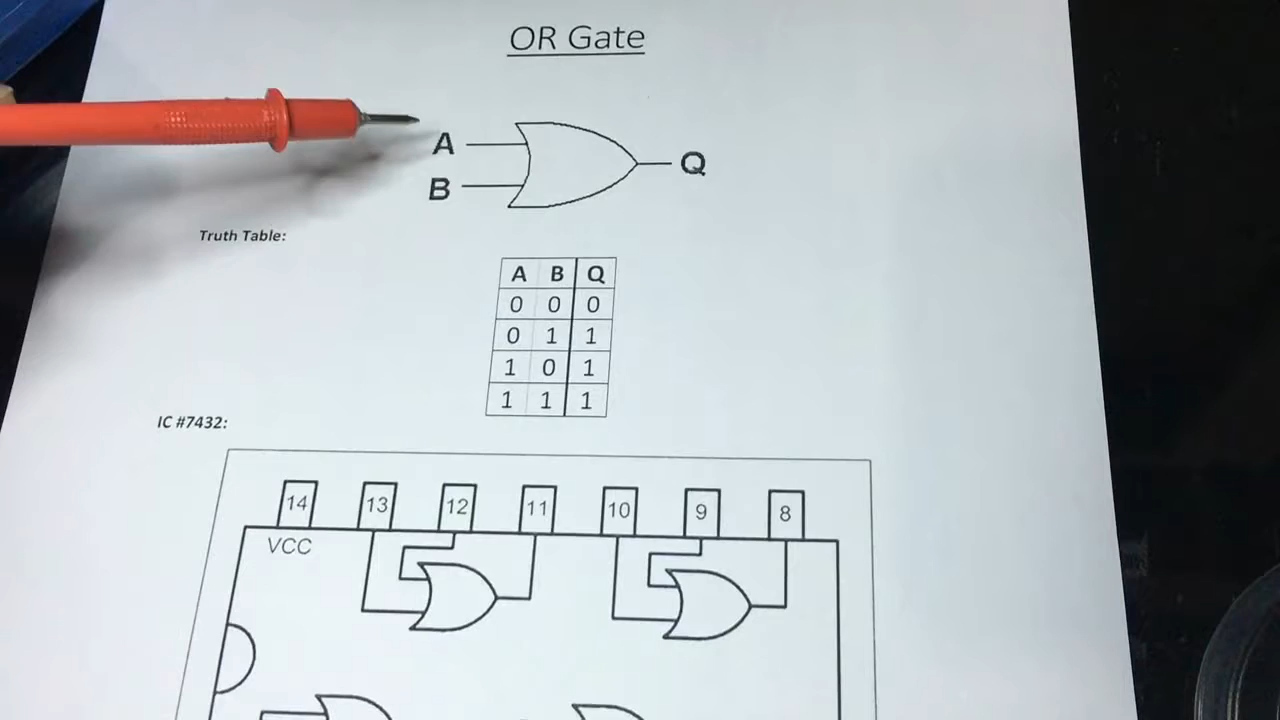 OR Gate
A
B
Q
Truth Table:
A B Q
0 0 0
0 1 1
1 0 1
1 1 1
IC #7432:
14 13 12 11 10 9 8
VCC